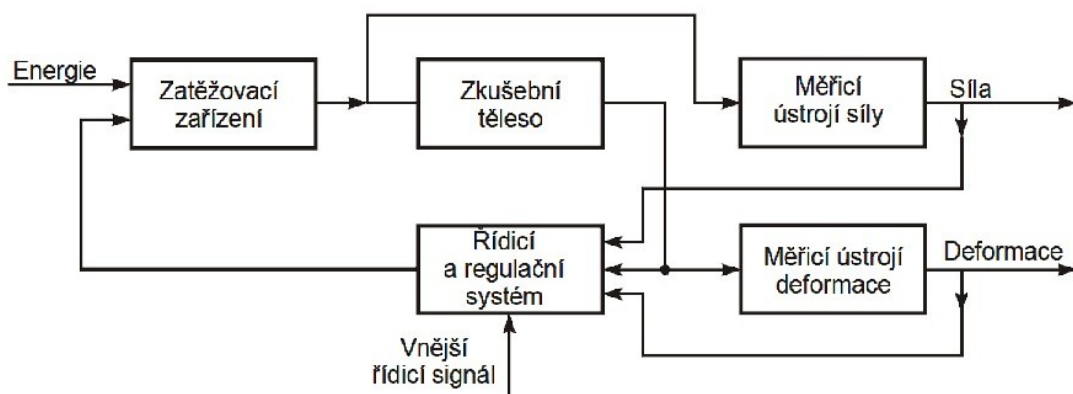 Energie
Zatěžovací
zařízení
Zkušební
těleso
Měřicí
ústrojí síly
Síla
Řídicí
a regulační
systém
Měřicí ústrojí
deformace
Deformace
Vnější
řídicí signál